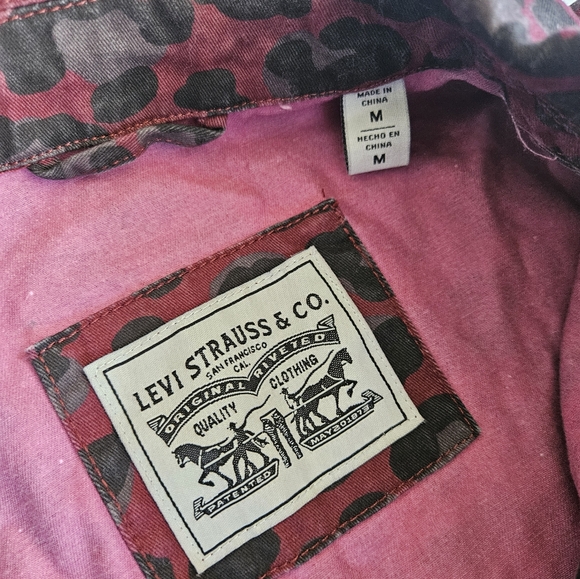 MADE IN
CHINA
M
HECHO EN
CHINA
M
LEVI STRAUSS & CO.
SAN FRANCISCO
CAL.
ORIGINAL RIVETED
QUALITY CLOTHING
PATENTED MAY 20 1873